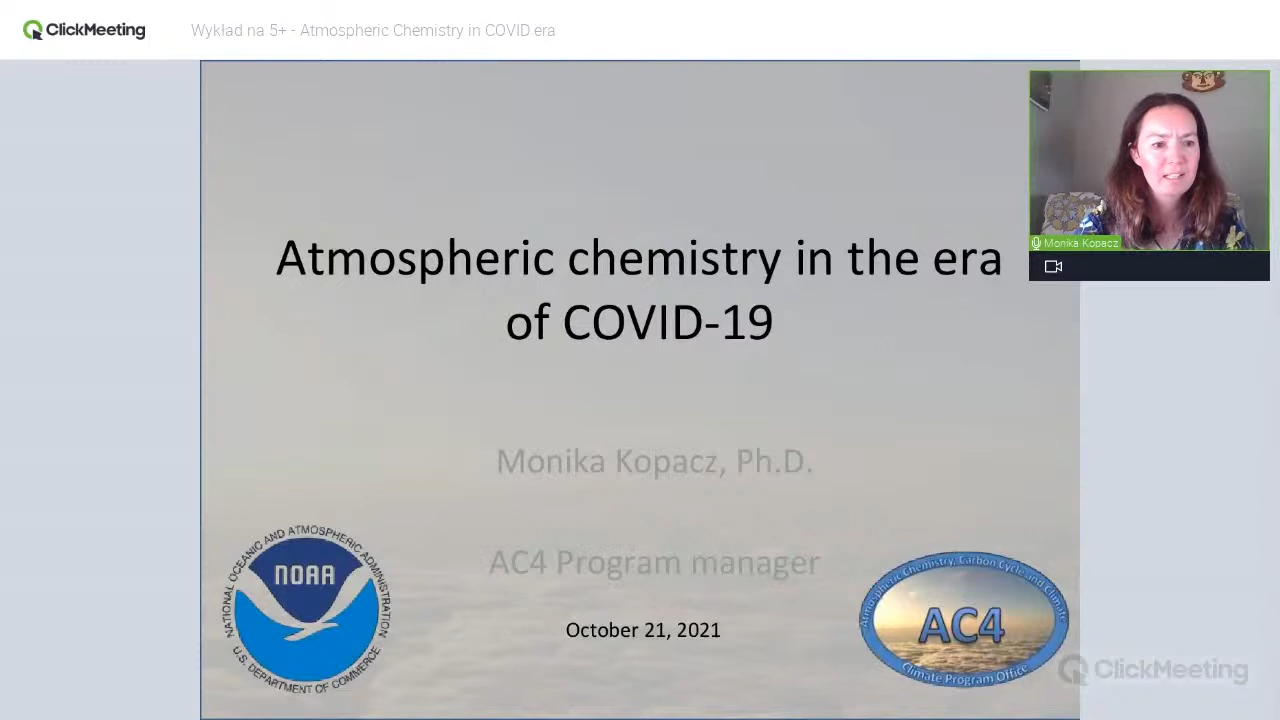 ClickMeeting
Wykład na 5+ - Atmospheric Chemistry in COVID era
Monika Kopacz
Atmospheric chemistry in the era
of COVID-19
Monika Kopacz, Ph.D.
AC4 Program manager
October 21, 2021
NATIONAL OCEANIC AND ATMOSPHERIC ADMINISTRATION
NOAA
U.S. DEPARTMENT OF COMMERCE
Atmospheric Chemistry, Carbon Cycle and Climate
AC4
Climate Program Office
ClickMeeting